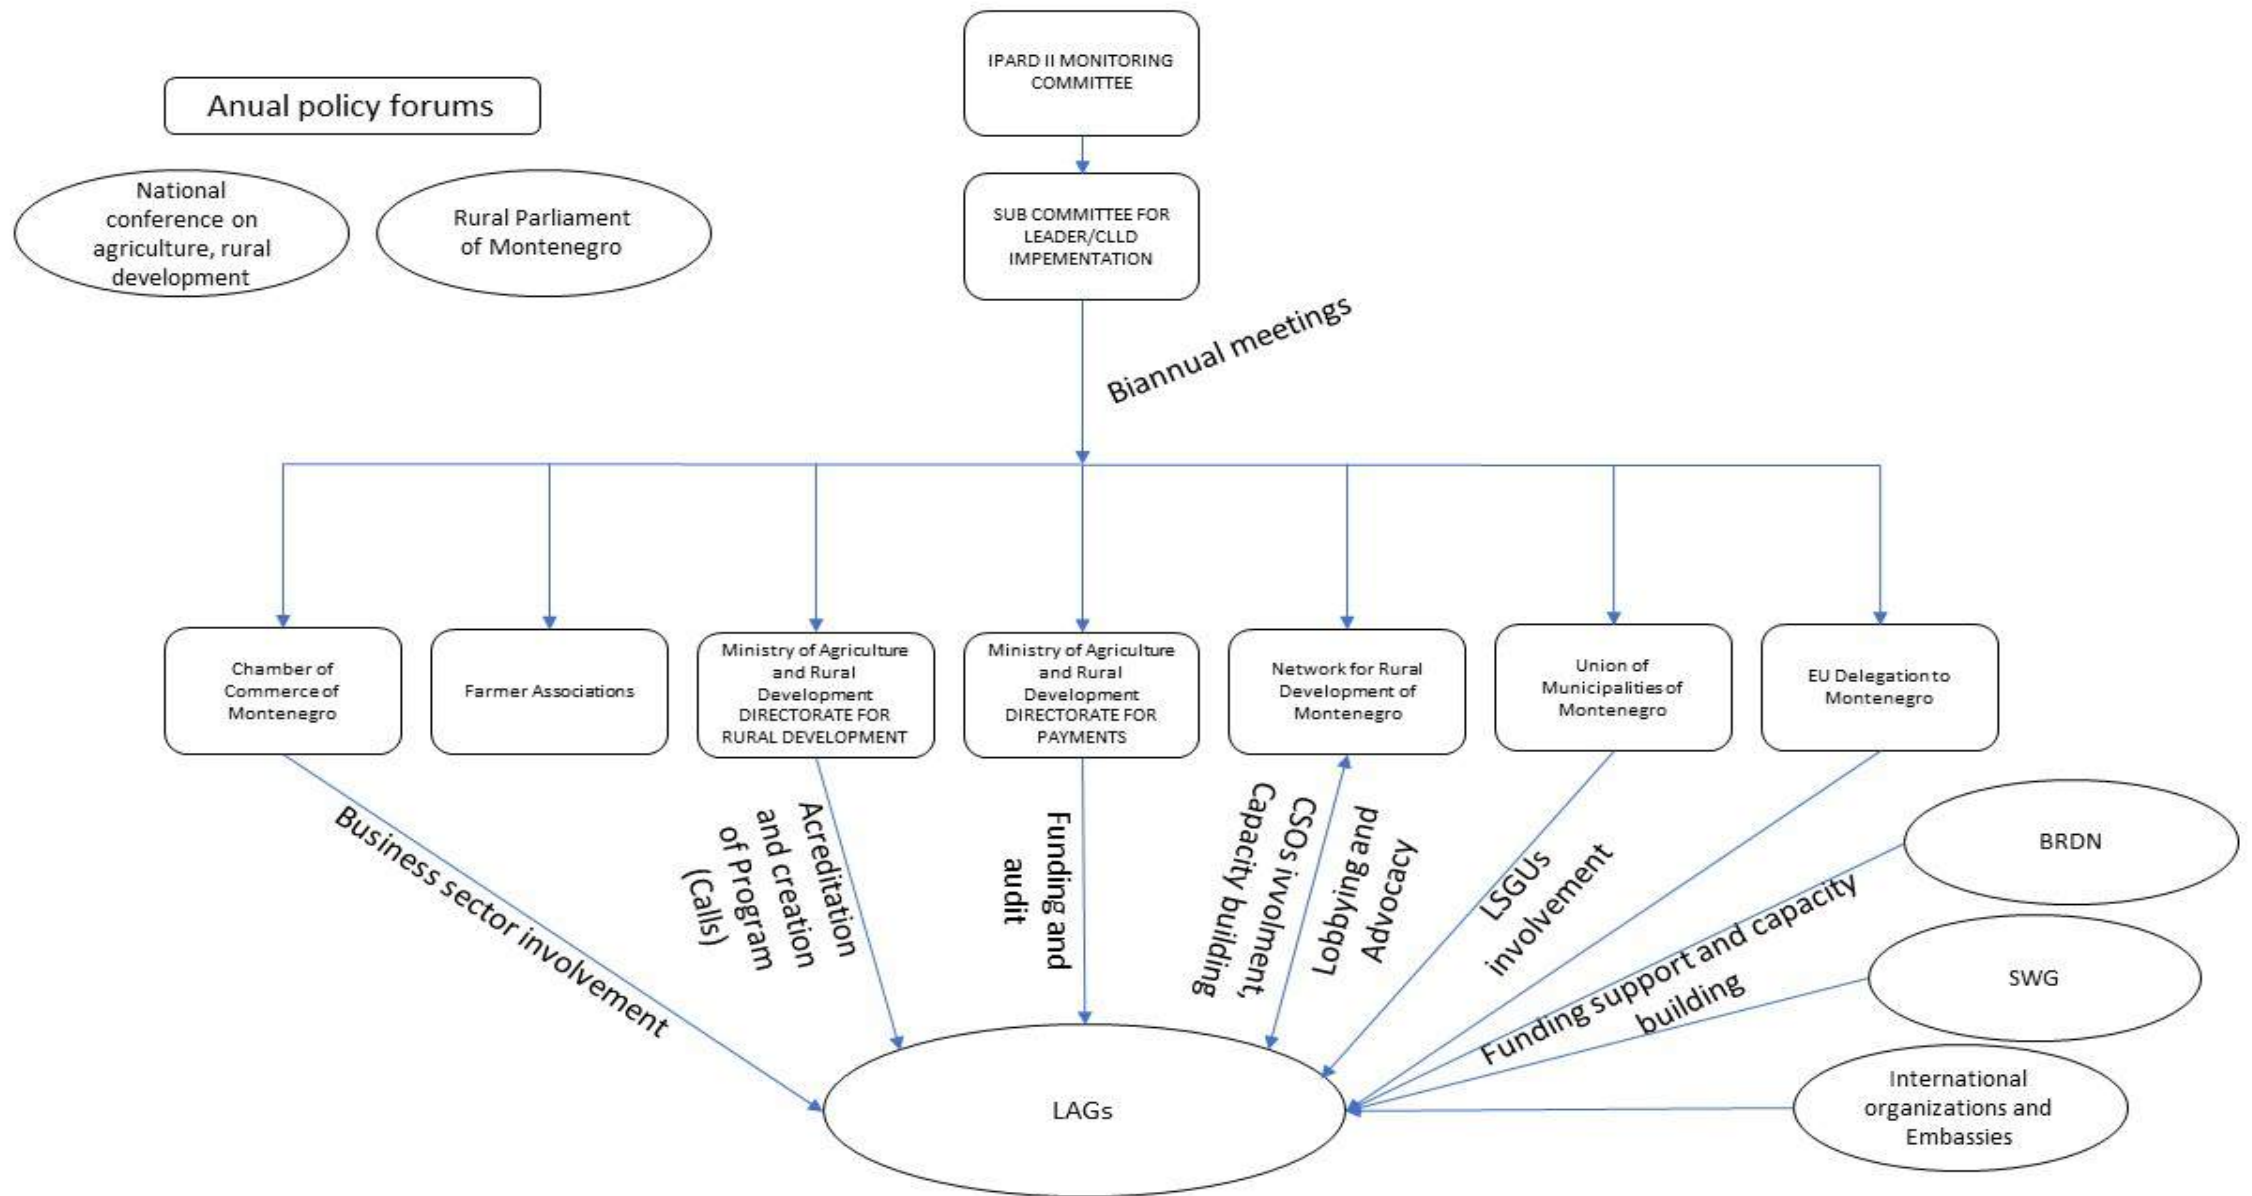 IPARD II MONITORING
COMMITTEE
Anual policy forums
National
conference on
agriculture, rural
development
Rural Parliament
of Montenegro
SUB COMMITTEE FOR
LEADER/CLLD
IMPEMENTATION
Biannual meetings
Chamber of
Commerce of
Montenegro
Farmer Associations
Ministry of Agriculture
and Rural
Development
DIRECTORATE FOR
RURAL DEVELOPMENT
Ministry of Agriculture
and Rural
Development
DIRECTORATE FOR
PAYMENTS
Network for Rural
Development of
Montenegro
Union of
Municipalities of
Montenegro
EU Delegation to
Montenegro
Business sector involvement
Acreditation
and creation
of Program
(Calls)
Funding and
audit
CSOs ivvolment,
Capacity building
Lobbying and
Advocacy
LSGUs
involvement
Funding support and capacity
building
BRDN
SWG
International
organizations and
Embassies
LAGs